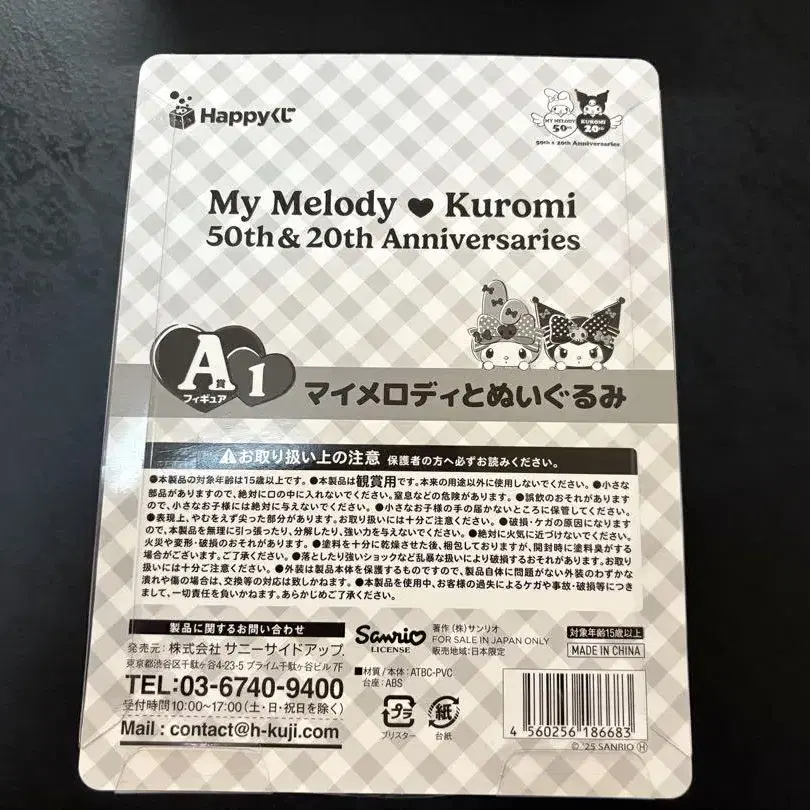 Happyくじ
MY MELODY 50th KUROMI 20th
50th & 20th Anniversaries
My Melody ♥ Kuromi
50th & 20th Anniversaries
A賞 1
フィギュア
マイメロディとぬいぐるみ
⚠お取り扱い上の注意 保護者の方へ必ずお読みください。
●本製品の対象年齢は15歳以上です。●本製品は観賞用です。本来の用途以外に使用しないでください。●小さな
部品がありますので、絶対に口の中に入れないでください。窒息などの危険があります。●誤飲のおそれがあります
ので、小さなお子様には絶対に与えないでください。●小さなお子様の手の届かないところに保管してください。
●表現上、やむをえず尖った部分があります。お取り扱いには十分ご注意ください。●破損・ケガの原因になります
ので、本製品を無理に引っ張ったり、分解したり、強い力を与えないでください。●絶対に火気に近づけないでください。
火災や変形・破損のおそれがあります。●塗料を十分に乾燥させた後、梱包しておりますが、開封時に塗料臭がする
場合がございます。ご了承ください。●落としたり強いショックなど乱暴な扱いにより破損するおそれがあります。お取り
扱いには十分ご注意ください。●外装は製品本体を保護するものですので、製品自体に問題がない外装のわずかな
潰れや傷の場合は、交換等の対応は致しかねます。●本製品を使用中、お客様の過失によるケガや事故・破損等につき
まして、一切責任を負いかねます。あらかじめご了承ください。
製品に関するお問い合わせ
発売元：株式会社 サニーサイドアップ
東京都渋谷区千駄ヶ谷4-23-5 プライム千駄ヶ谷ビル 7F
TEL:03-6740-9400
受付時間10:00~17:00(土・日・祝日を除く)
Mail : contact@h-kuji.com
Sanrio
LICENSE
著作 (株)サンリオ
FOR SALE IN JAPAN ONLY
販売地域:日本限定
■材質/本体:ATBC-PVC
台座:ABS
プラ
ブリスター
紙
台紙
対象年齢15歳以上
MADE IN CHINA
4 560256 186683
© '25 SANRIO Ⓗ